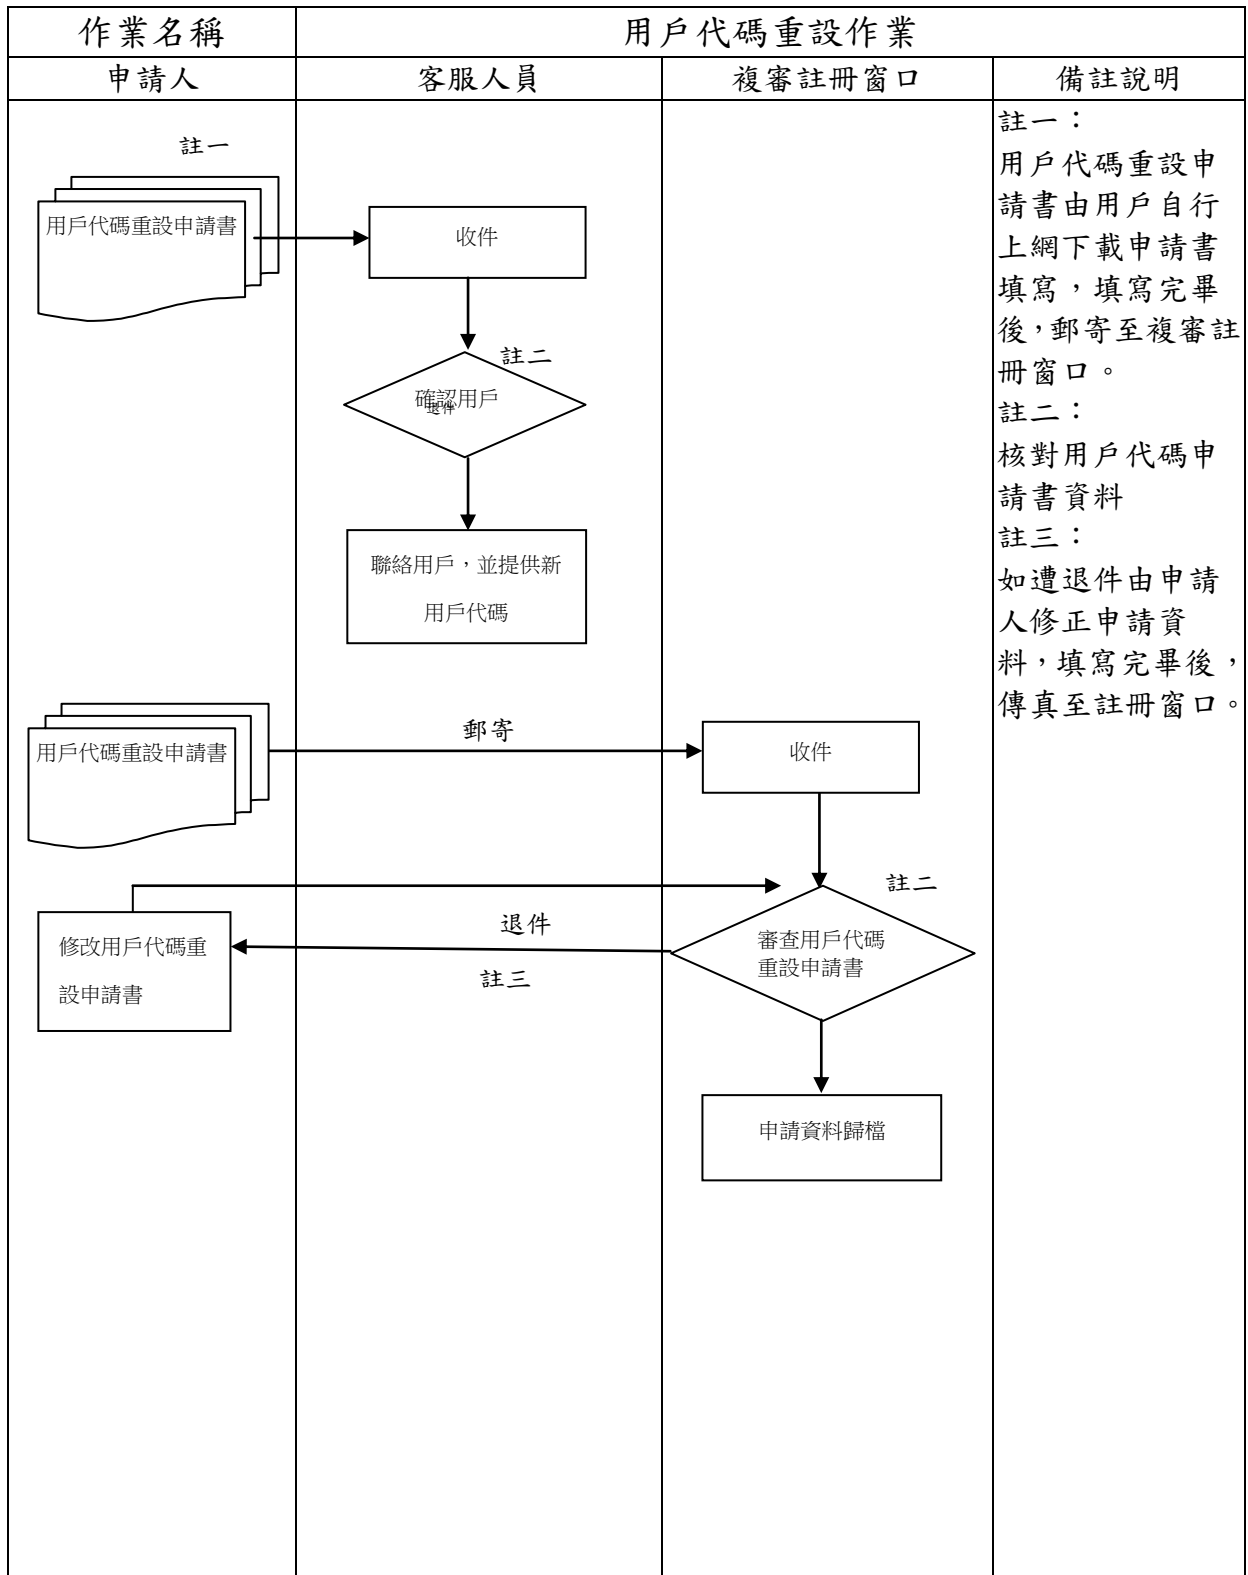 作業名稱
用戶代碼重設作業
申請人
客服人員
複審註冊窗口
備註說明
註一
用戶代碼重設申請書
收件
註二
確認用戶
退件
聯絡用戶，並提供新
用戶代碼
用戶代碼重設申請書
郵寄
收件
註二
審查用戶代碼
重設申請書
退件
註三
修改用戶代碼重
設申請書
申請資料歸檔
註一：
用戶代碼重設申
請書由用戶自行
上網下載申請書
填寫，填寫完畢
後，郵寄至複審註
冊窗口。
註二：
核對用戶代碼申
請書資料
註三：
如遭退件由申請
人修正申請資
料，填寫完畢後，
傳真至註冊窗口。